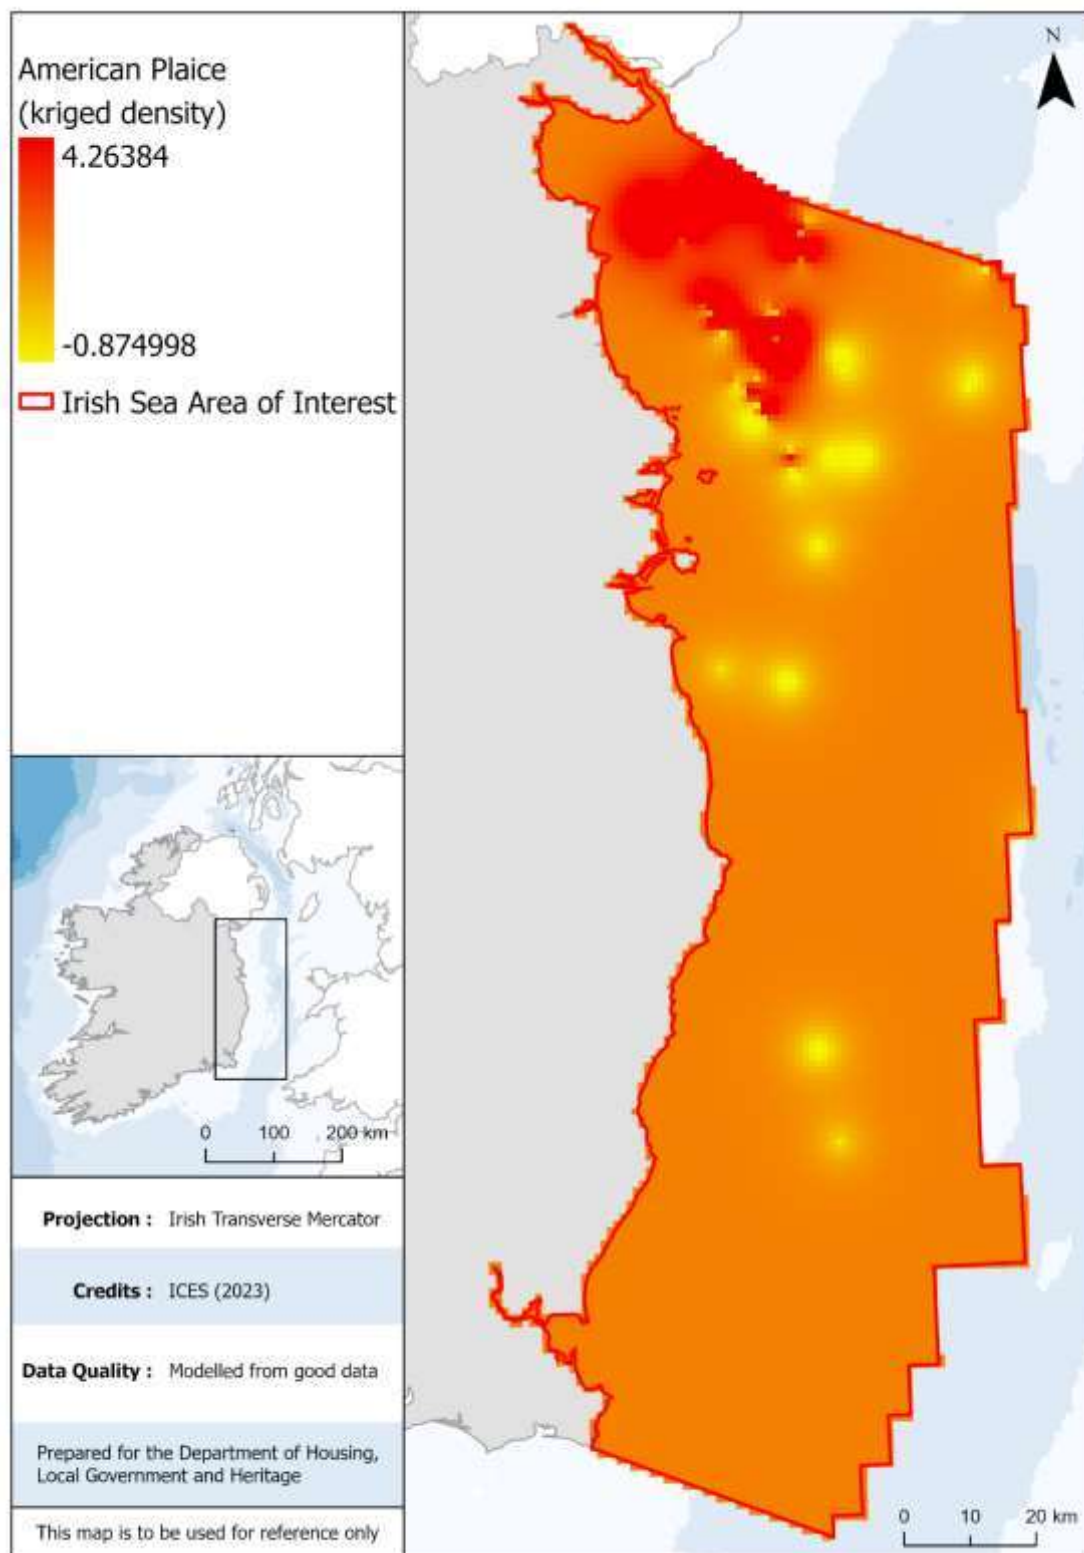 American Plaice
(kriged density)
4.26384
-0.874998
Irish Sea Area of Interest
N
0 100 200 km
Projection : Irish Transverse Mercator
Credits : ICES (2023)
Data Quality : Modelled from good data
Prepared for the Department of Housing,
Local Government and Heritage
This map is to be used for reference only
0 10 20 km